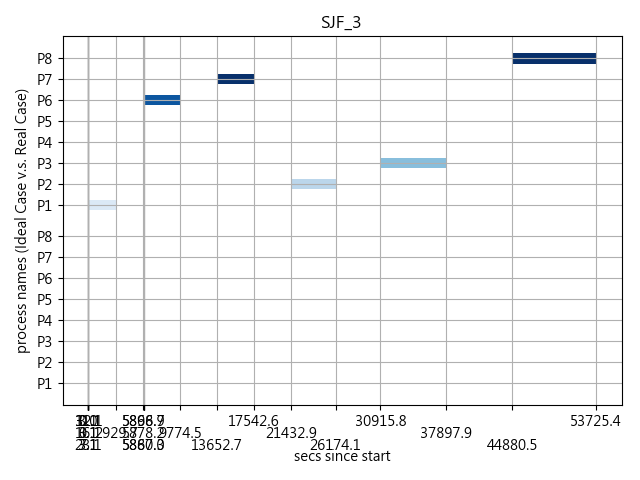 SJF_3
process names (Ideal Case v.s. Real Case)
P8
P7
P6
P5
P4
P3
P2
P1
P8
P7
P6
P5
P4
P3
P2
P1
17542.6 30915.8 53725.4
9774.5 21432.9 37897.9
13652.7 26174.1 44880.5
secs since start